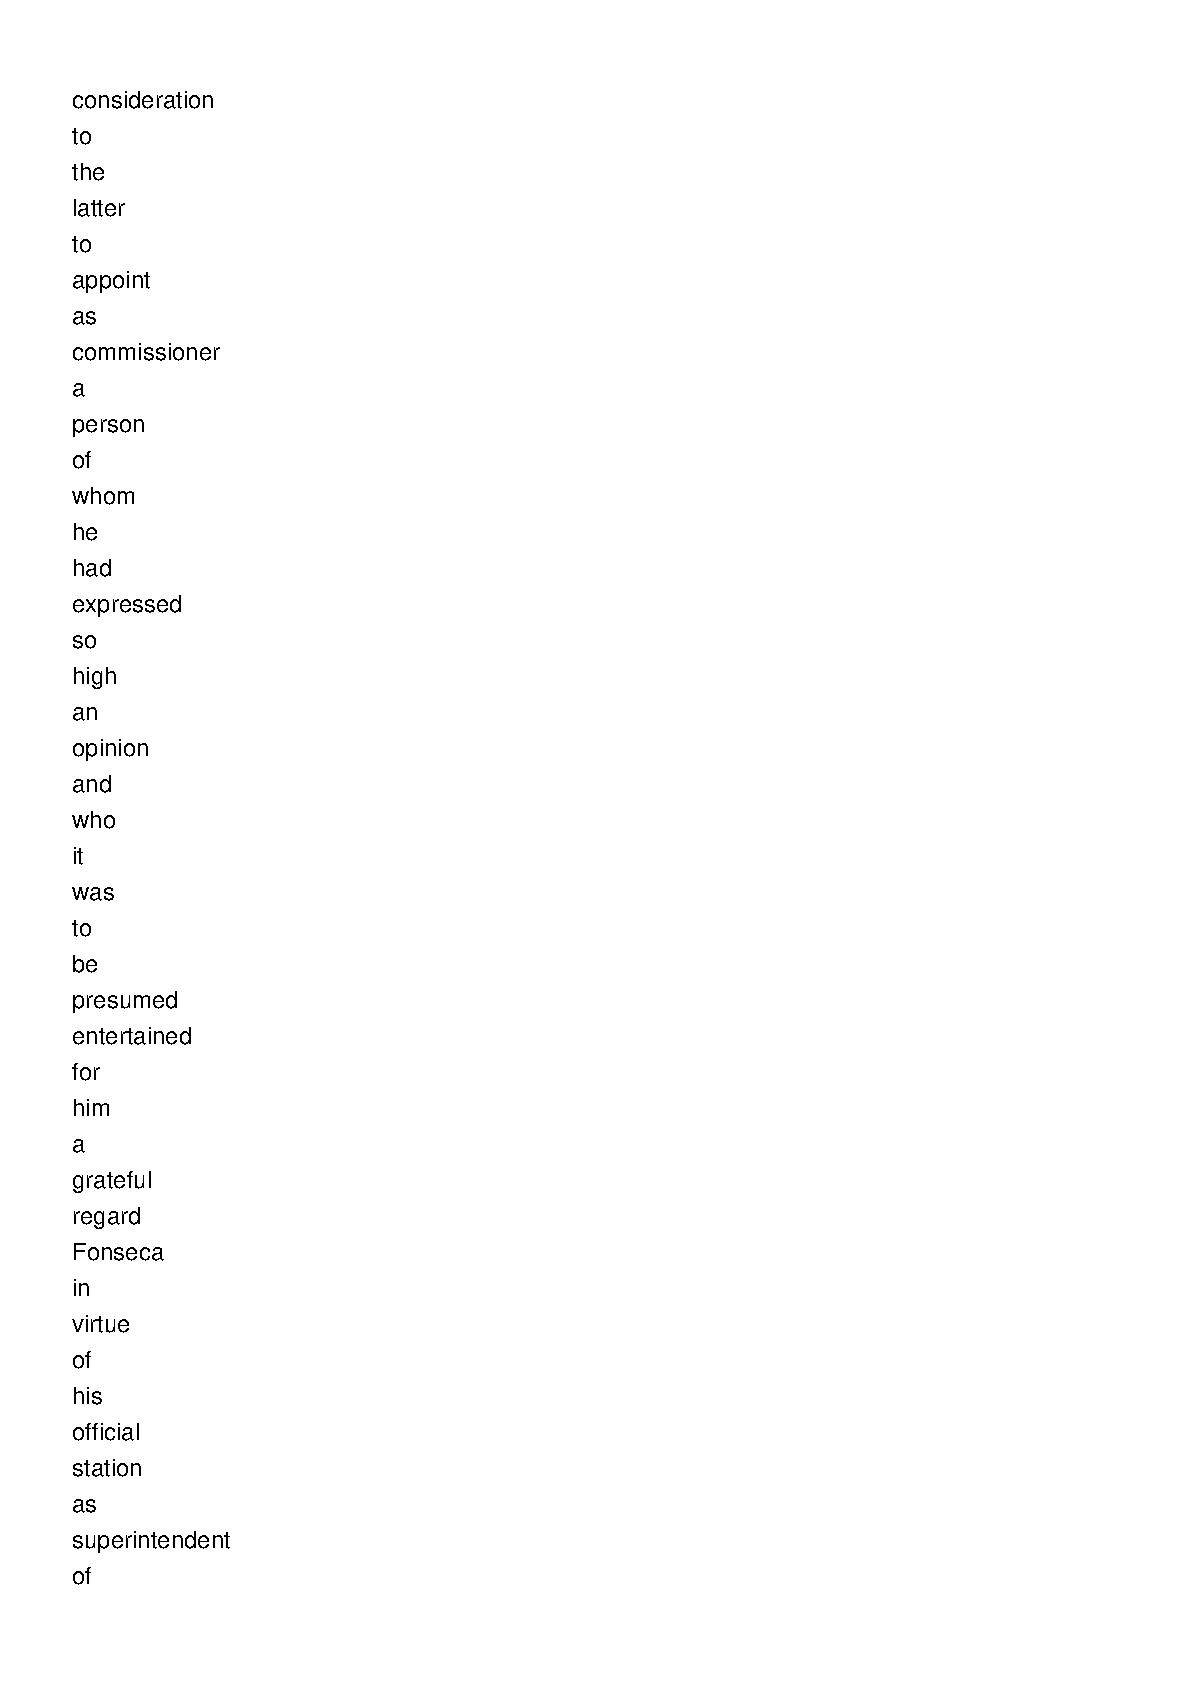 consideration
to
the
latter
to
appoint
as
commissioner
a
person
of
whom
he
had
expressed
so
high
an
opinion
and
who
it
was
to
be
presumed
entertained
for
him
a
grateful
regard
Fonseca
in
virtue
of
his
official
station
as
superintendent
of